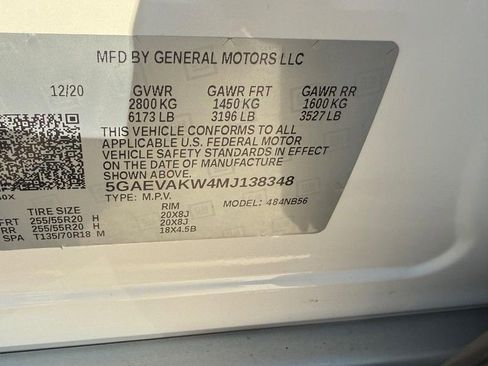 MFD BY GENERAL MOTORS LLC
12/20 GVWR GAWR FRT GAWR RR
2800 KG 1450 KG 1600 KG
6173 LB 3196 LB 3527 LB
THIS VEHICLE CONFORMS TO ALL
APPLICABLE U.S. FEDERAL MOTOR
VEHICLE SAFETY STANDARDS IN EFFECT
ON THE DATE OF MANUFACTURE
SHOWN ABOVE.
5GAEVAKW4MJ138348
TYPE: M.P.V. MODEL: 484NB56
TIRE SIZE RIM
FRT 255/55R20 H 20X8J
RR 255/55R20 H 20X8J
SPA T135/70R18 M 18X4.5B